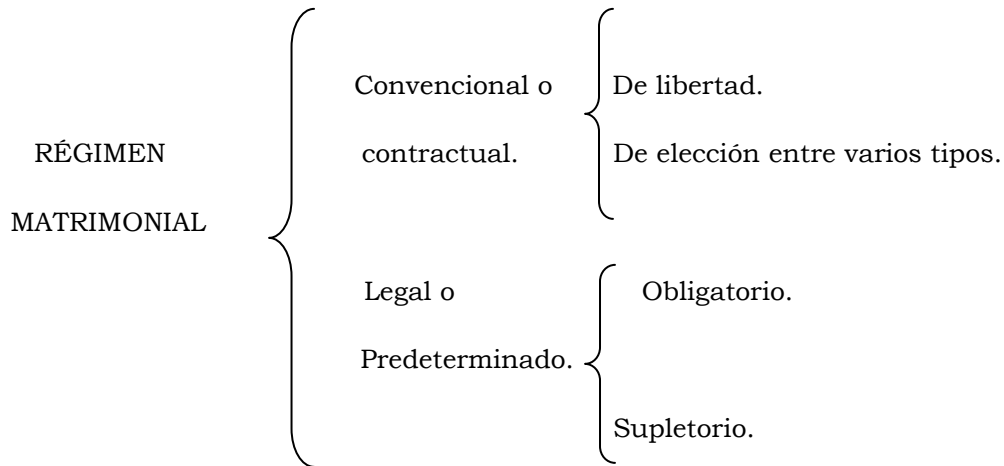 RÉGIMEN
MATRIMONIAL
Convencional o
contractual.
De libertad.
De elección entre varios tipos.
Legal o
Predeterminado.
Obligatorio.
Supletorio.